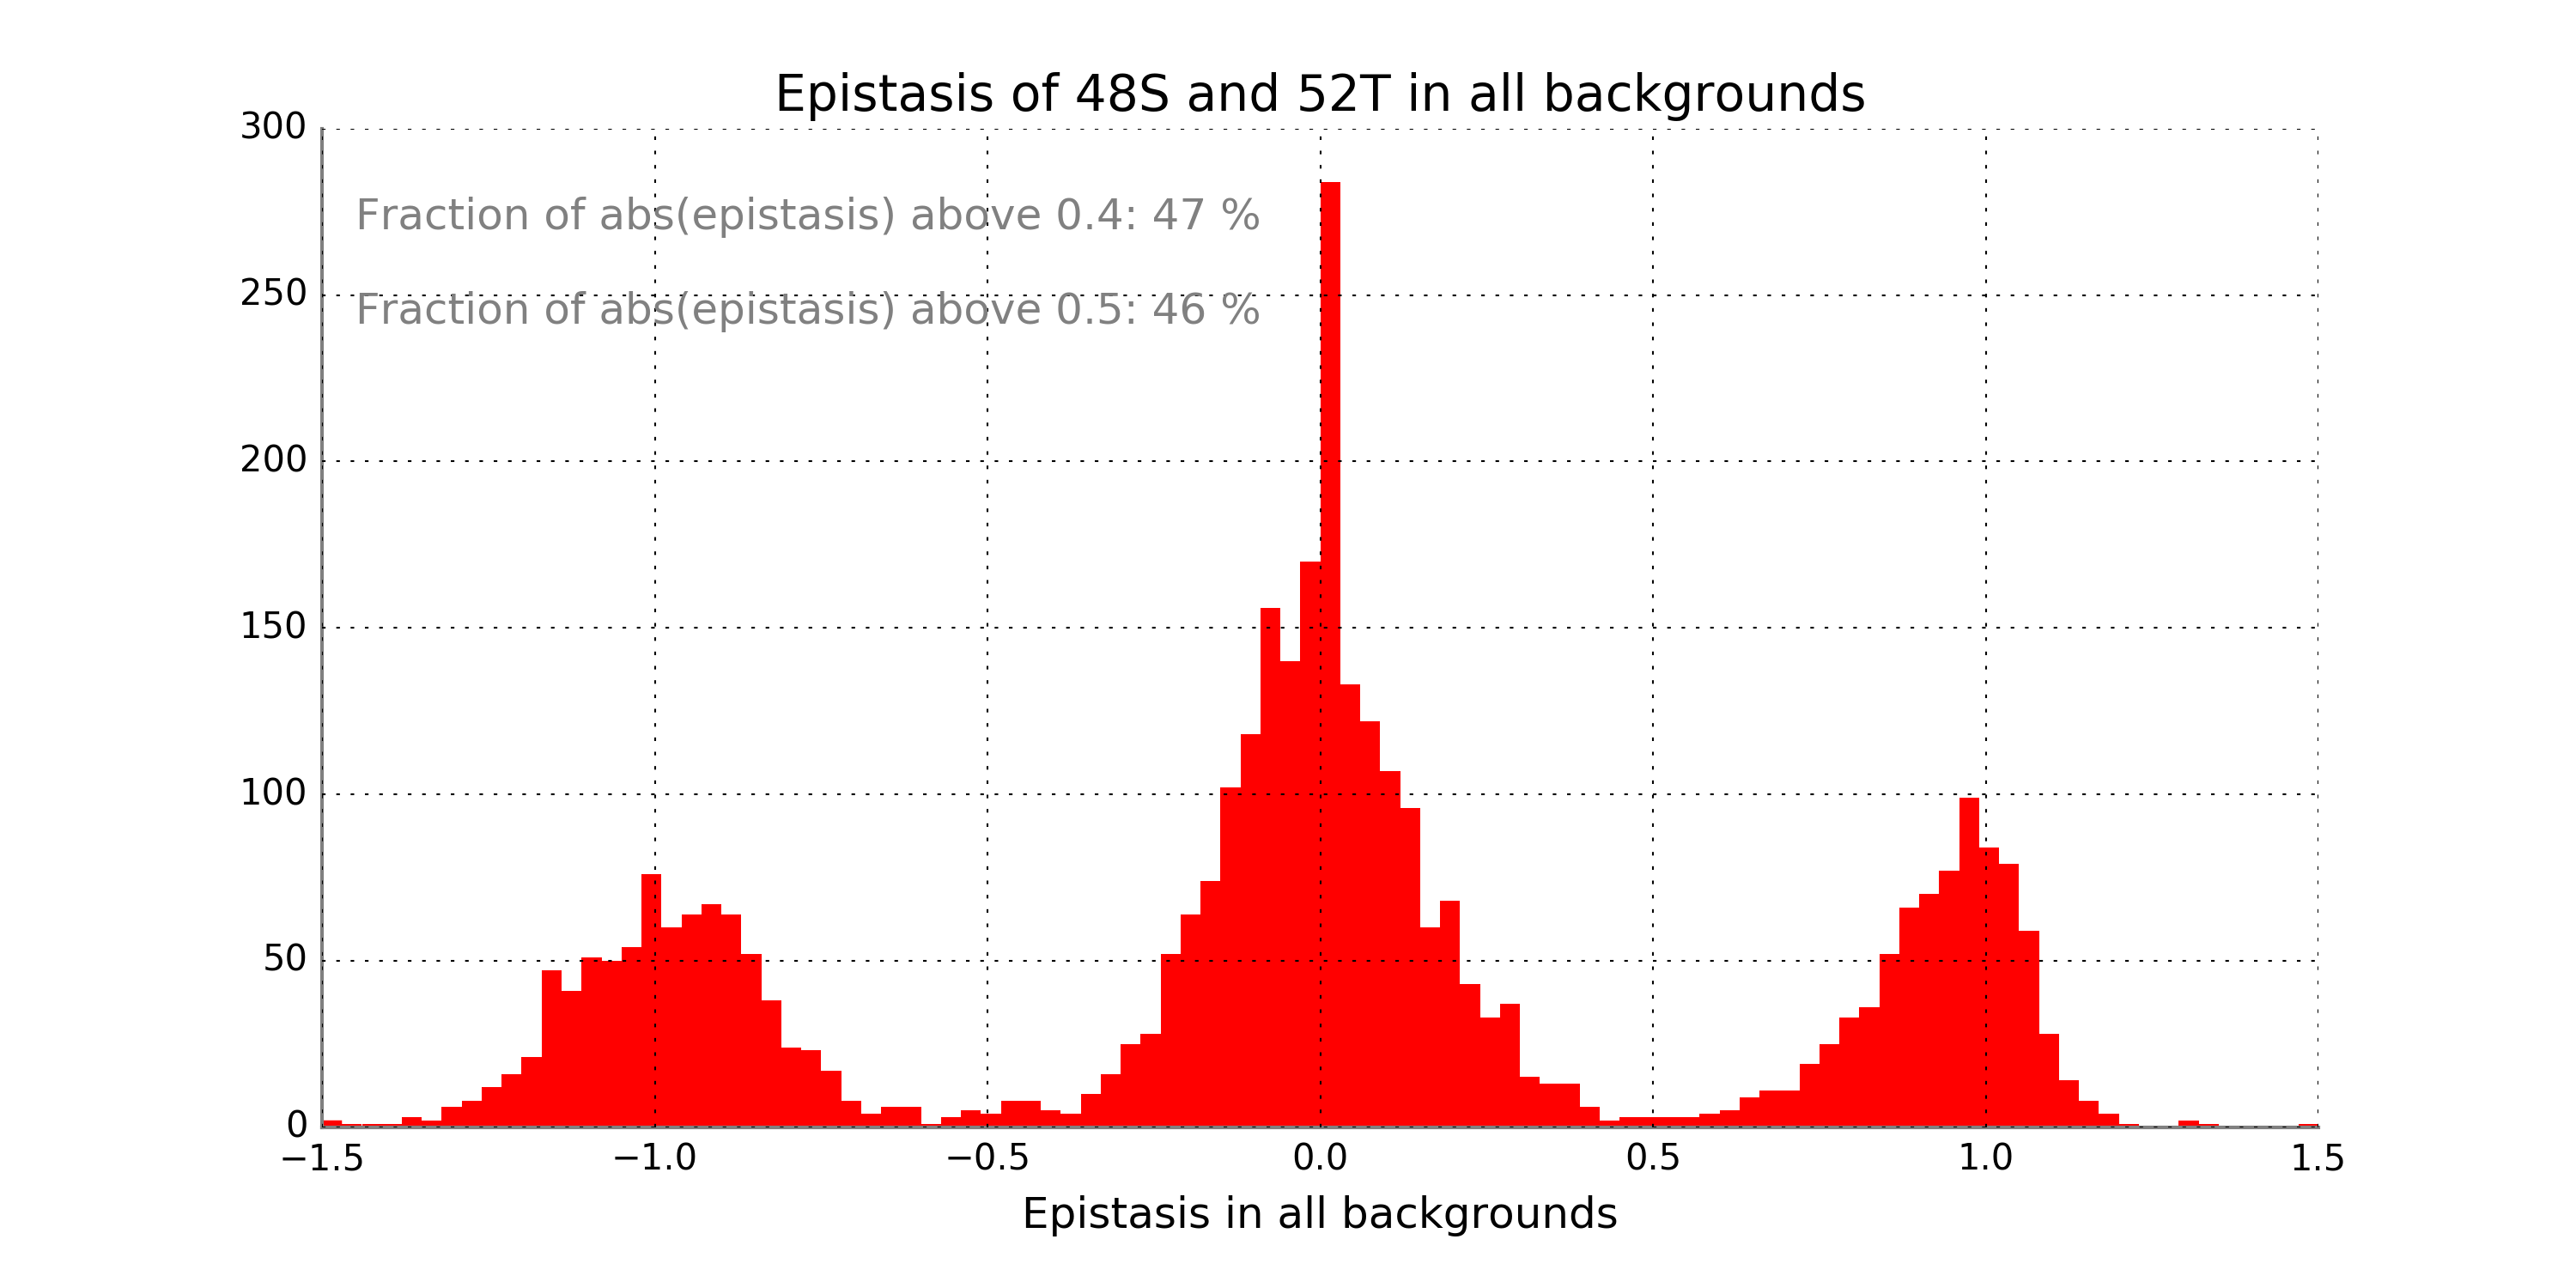 Epistasis of 48S and 52T in all backgrounds
300
Fraction of abs(epistasis) above 0.4: 47 %
250
Fraction of abs(epistasis) above 0.5: 46 %
200
150
100
50
0
−1.5 −1.0 −0.5 0.0 0.5 1.0 1.5
Epistasis in all backgrounds